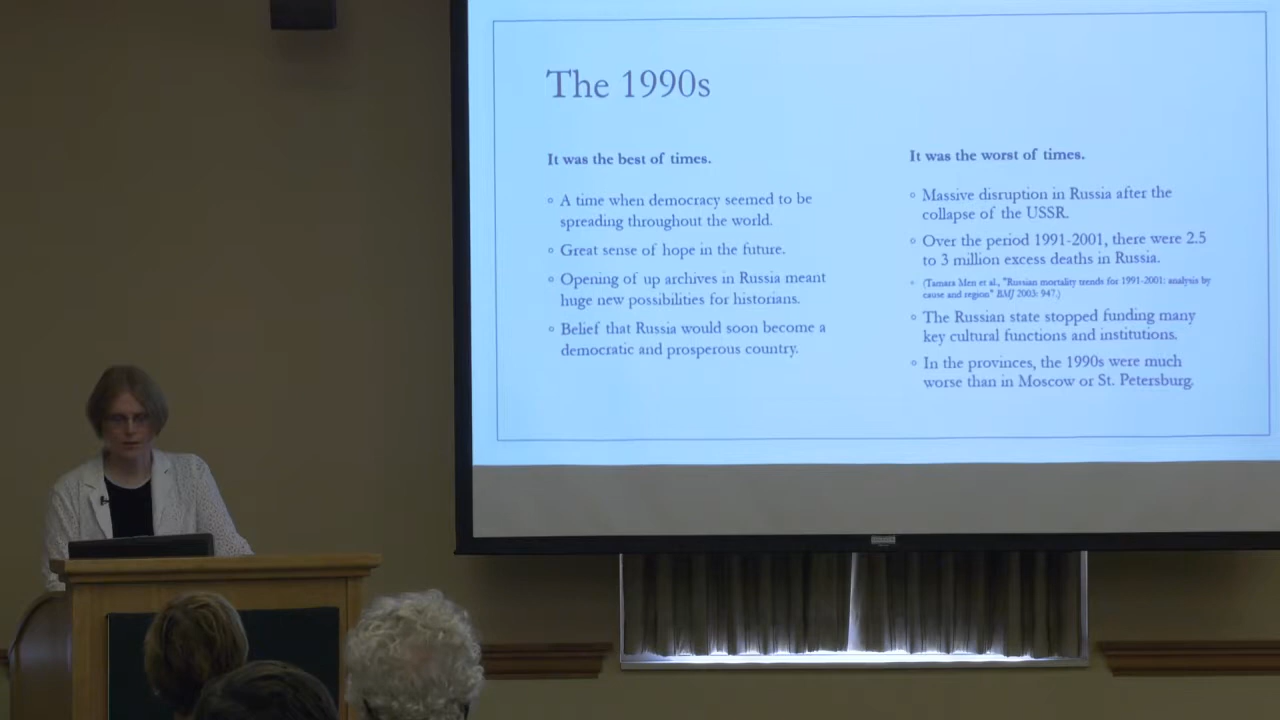 The 1990s
It was the best of times.
◦ A time when democracy seemed to be
spreading throughout the world.
◦ Great sense of hope in the future.
◦ Opening of up archives in Russia meant
huge new possibilities for historians.
◦ Belief that Russia would soon become a
democratic and prosperous country.
It was the worst of times.
◦ Massive disruption in Russia after the
collapse of the USSR.
◦ Over the period 1991-2001, there were 2.5
to 3 million excess deaths in Russia.
◦ (Tamara Men et al., "Russian mortality trends for 1991-2001: analysis by
cause and region" BMJ 2003: 947.)
◦ The Russian state stopped funding many
key cultural functions and institutions.
◦ In the provinces, the 1990s were much
worse than in Moscow or St. Petersburg.